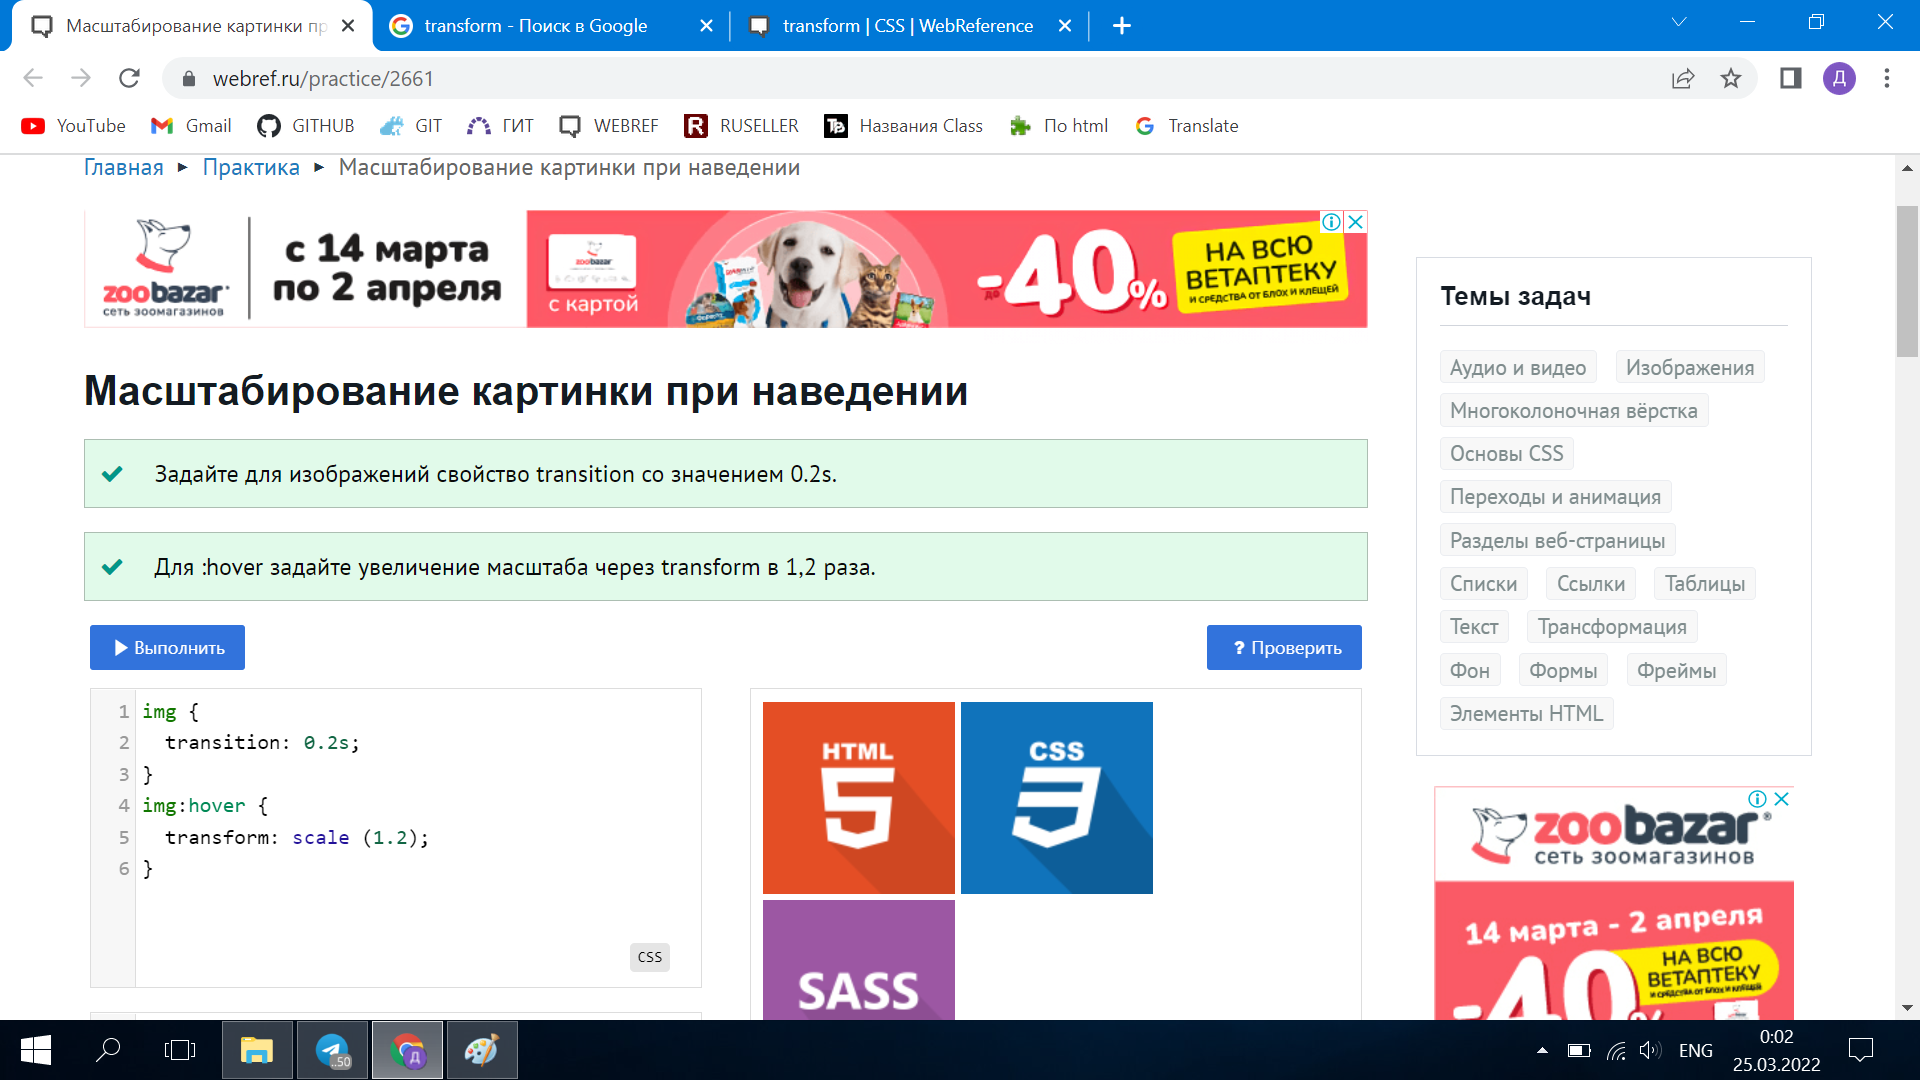 Масштабирование картинки пр
transform - Поиск в Google
transform | CSS | WebReference
webref.ru/practice/2661
Д
YouTube
Gmail
GITHUB
GIT
ГИТ
WEBREF
RUSELLER
Названия Class
По html
Translate
Главная ▸ Практика ▸ Масштабирование картинки при наведении
zoobazar
сеть зоомагазинов
с 14 марта
по 2 апреля
zoobazar
с картой
до -40%
НА ВСЮ
ВЕТАПТЕКУ
И СРЕДСТВА ОТ БЛОХ И КЛЕЩЕЙ
Масштабирование картинки при наведении
Задайте для изображений свойство transition со значением 0.2s.
Для :hover задайте увеличение масштаба через transform в 1,2 раза.
Выполнить
? Проверить
1 img {
2 transition: 0.2s;
3 }
4 img:hover {
5 transform: scale (1.2);
6 }
CSS
HTML
5
CSS
3
SASS
Темы задач
Аудио и видео
Изображения
Многоколоночная вёрстка
Основы CSS
Переходы и анимация
Разделы веб-страницы
Списки
Ссылки
Таблицы
Текст
Трансформация
Фон
Формы
Фреймы
Элементы HTML
zoobazar®
сеть зоомагазинов
14 марта - 2 апреля
-40%
НА ВСЮ
ВЕТАПТЕКУ
И СРЕДСТВА ОТ БЛОХ И КЛЕЩЕЙ
..50
Д
ENG
0:02
25.03.2022